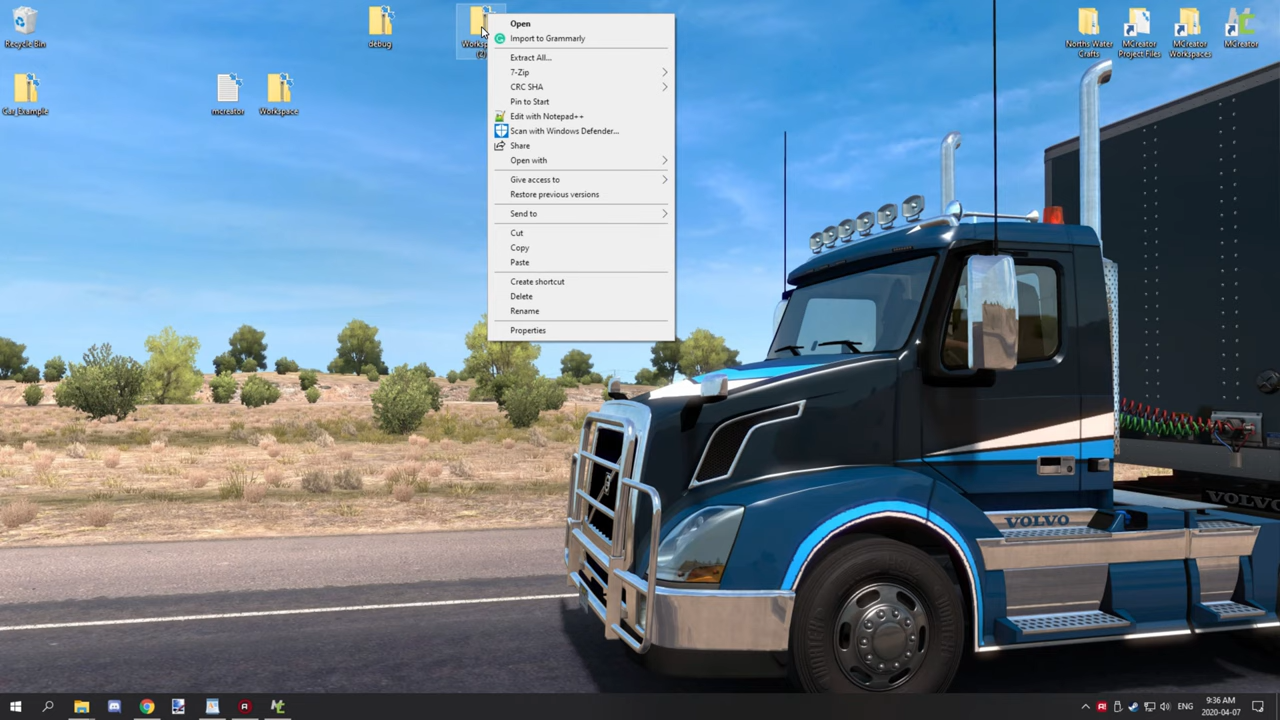 Recycle Bin
debug
(2)
Car_Example
mcreator
Workspace
Norths Water
Crafts
MCreator
Project Files
MCreator
Workspaces
MCreator
Open
Import to Grammarly
Extract All...
7-Zip
CRC SHA
Pin to Start
Edit with Notepad++
Scan with Windows Defender...
Share
Open with
Give access to
Restore previous versions
Send to
Cut
Copy
Paste
Create shortcut
Delete
Rename
Properties
VOLVO
VOLVO
ENG
9:36 AM
2020-04-07